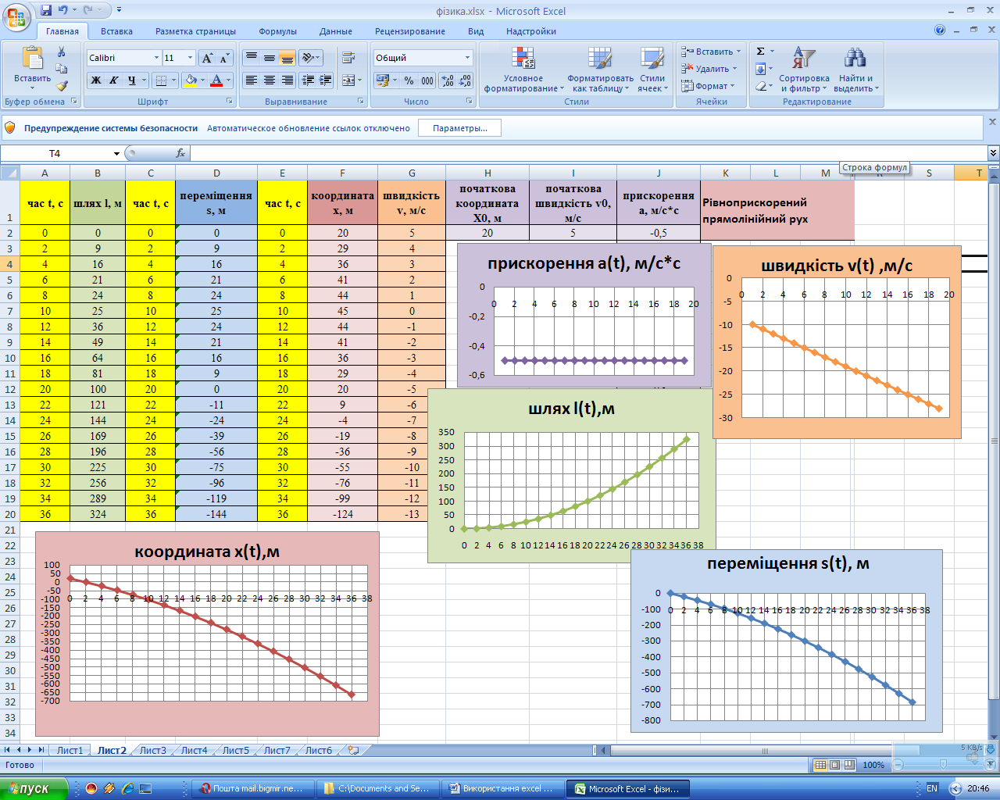 фізика.xlsx - Microsoft Excel
Главная Вставка Разметка страницы Формулы Данные Рецензирование Вид Надстройки
Вставить
Calibri 11
Ж К Ч
Общий
% 000
Условное форматирование
Форматировать как таблицу
Стили ячеек
Вставить
Удалить
Формат
Сортировка и фильтр
Найти и выделить
Буфер обмена Шрифт Выравнивание Число Стили Ячейки Редактирование
Предупреждение системы безопасности Автоматическое обновление ссылок отключено Параметры...
T4 fx
Строка формул
A B C D E F G H I J K L M R S T
1 час t, с шлях l, м час t, с переміщення s, м час t, с координата x, м швидкість v, м/с початкова координата X0, м початкова швидкість v0, м/с прискорення a, м/с*с Рівноприскорений прямолінійний рух
2 0 0 0 0 0 20 5 20 5 -0,5
3 2 9 2 9 2 29 4
4 4 16 4 16 4 36 3
5 6 21 6 21 6 41 2
6 8 24 8 24 8 44 1
7 10 25 10 25 10 45 0
8 12 36 12 24 12 44 -1
9 14 49 14 21 14 41 -2
10 16 64 16 16 16 36 -3
11 18 81 18 9 18 29 -4
12 20 100 20 0 20 20 -5
13 22 121 22 -11 22 9 -6
14 24 144 24 -24 24 -4 -7
15 26 169 26 -39 26 -19 -8
16 28 196 28 -56 28 -36 -9
17 30 225 30 -75 30 -55 -10
18 32 256 32 -96 32 -76 -11
19 34 289 34 -119 34 -99 -12
20 36 324 36 -144 36 -124 -13
21
22
23
24
25
26
27
28
29
30
31
32
33
34
прискорення a(t), м/с*с
0
-0,2
-0,4
-0,6
0 2 4 6 8 10 12 14 16 18 20
швидкість v(t) ,м/с
0
-5
-10
-15
-20
-25
-30
0 2 4 6 8 10 12 14 16 18 20
шлях l(t),м
350
300
250
200
150
100
50
0
0 2 4 6 8 10 12 14 16 18 20 22 24 26 28 30 32 34 36 38
координата x(t),м
100
50
0
-50
-100
-150
-200
-250
-300
-350
-400
-450
-500
-550
-600
-650
-700
0 2 4 6 8 10 12 14 16 18 20 22 24 26 28 30 32 34 36 38
переміщення s(t), м
0
-100
-200
-300
-400
-500
-600
-700
-800
0 2 4 6 8 10 12 14 16 18 20 22 24 26 28 30 32 34 36 38
Лист1 Лист2 Лист3 Лист4 Лист5 Лист7 Лист6
5 KB/s
Готово 100%
пуск Пошта mail.bigmir.ne... C:\Documents and Se... Використання excel ... Microsoft Excel - фізи... EN 20:46